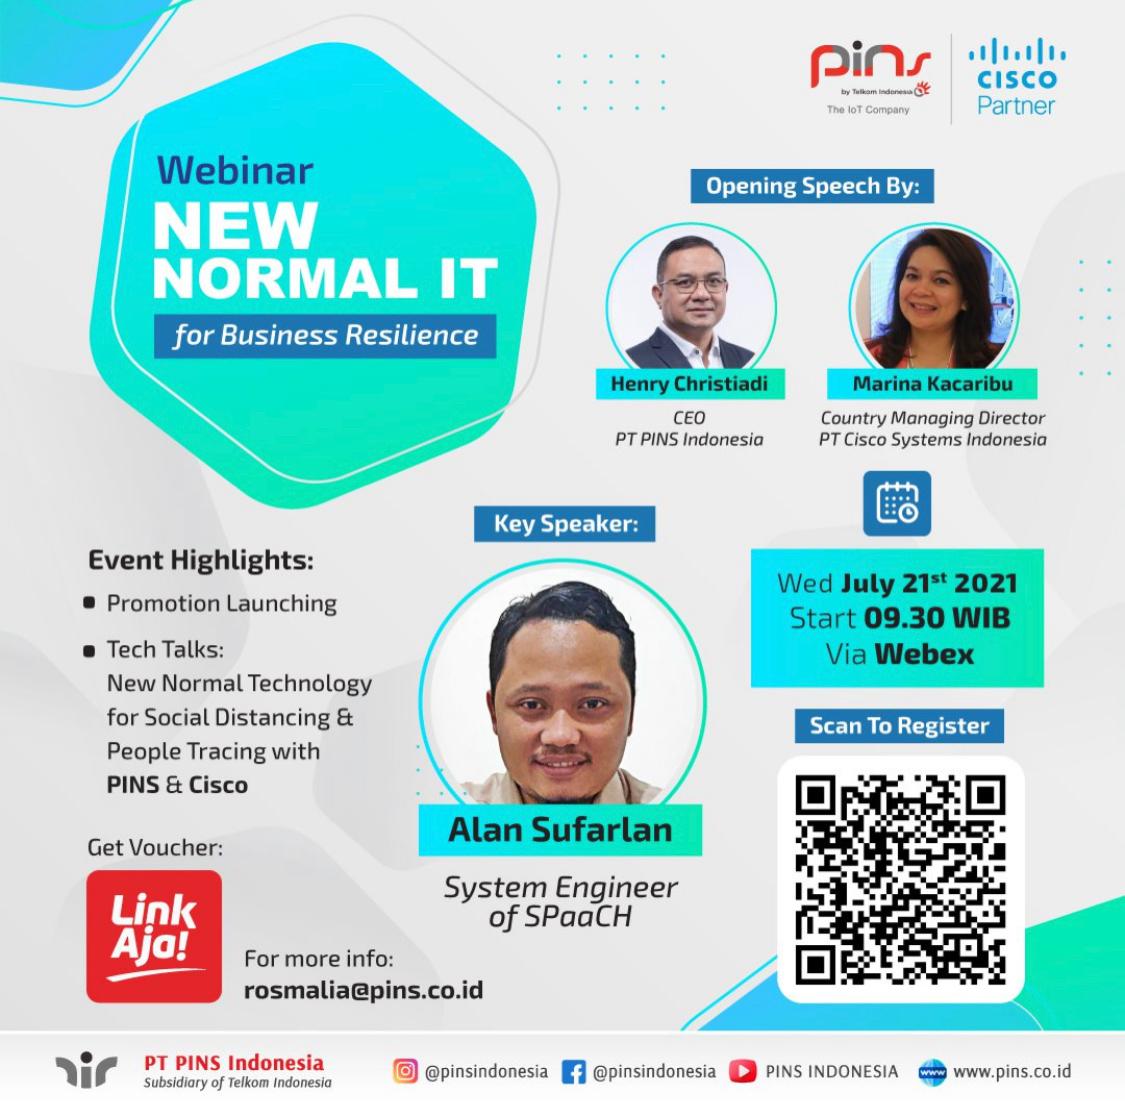 pins
by Telkom Indonesia
The IoT Company
CISCO
Partner
Webinar
NEW
NORMAL IT
for Business Resilience
Opening Speech By:
Henry Christiadi
CEO
PT PINS Indonesia
Marina Kacaribu
Country Managing Director
PT Cisco Systems Indonesia
Key Speaker:
Alan Sufarlan
System Engineer
of SPaaCH
Wed July 21st 2021
Start 09.30 WIB
Via Webex
Scan To Register
Event Highlights:
Promotion Launching
Tech Talks:
New Normal Technology
for Social Distancing &
People Tracing with
PINS & Cisco
Get Voucher:
Link
Aja!
For more info:
rosmalia@pins.co.id
PT PINS Indonesia
Subsidiary of Telkom Indonesia
@pinsindonesia
@pinsindonesia
PINS INDONESIA
www
www.pins.co.id